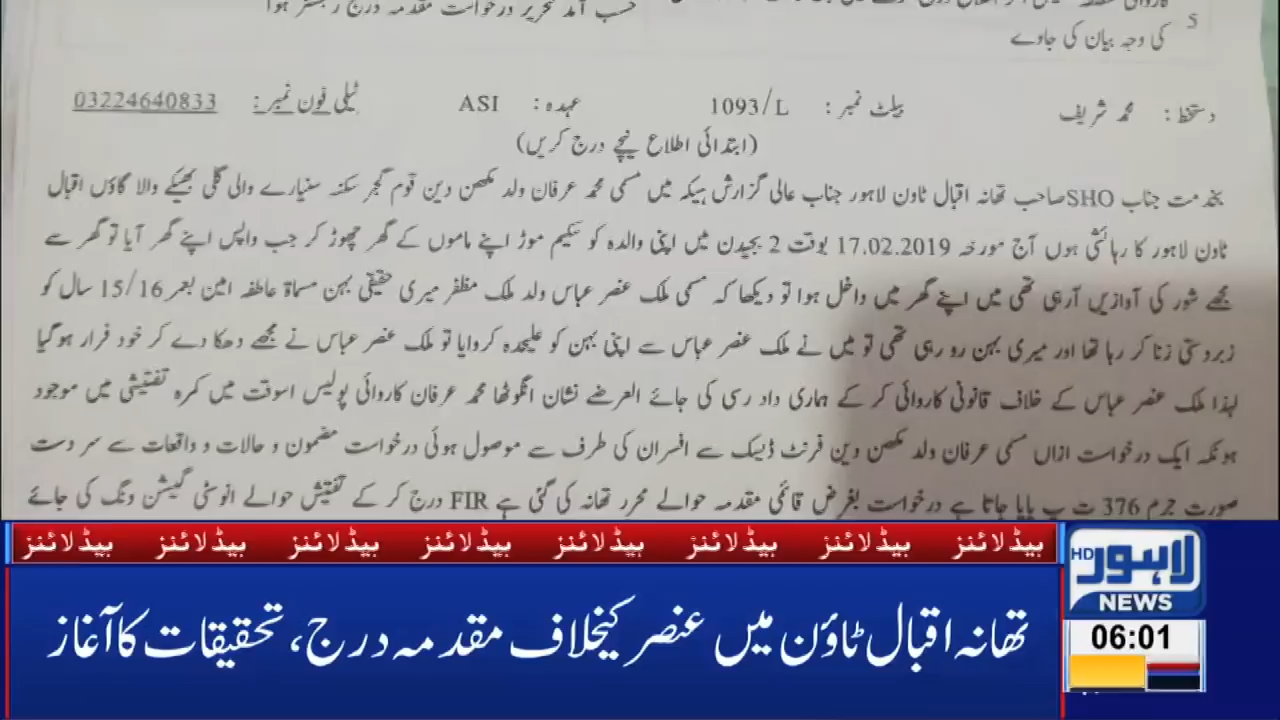 حسب آمد تحریر درخواست مقدمہ درج رجسٹر ہوا
5
کی وجہ بیان کی جاوے
دستخط: محمد شریف بیلٹ نمبر: 1093/L عہدہ: ASI ٹیلی فون نمبر: 03224640833
(ابتدائی اطلاع نیچے درج کریں)
بخدمت جناب SHOصاحب تھانہ اقبال ٹاون لاہور جناب عالی گزارش ہیکہ میں مسمی محمد عرفان ولد مکھن دین قوم گجر سکنہ سنیارے والی گلی بھیکے والا گاؤں اقبال
ٹاون لاہور کا رہائشی ہوں آج مورخہ 17.02.2019 بوقت 2 بجیدن میں اپنی والدہ کو سکیم موڑ اپنے ماموں کے گھر چھوڑ کر جب واپس اپنے گھر آیا تو گھر سے
مجھے شور کی آوازیں آرہی تھی میں اپنے گھر میں داخل ہوا تو دیکھا کہ مسمی ملک عنصر عباس ولد ملک مظفر میری حقیقی بہن مسماۃ عاطفہ امین بعمر 15/16 سال کو
زبردستی زنا کر رہا تھا اور میری بہن رو رہی تھی تو میں نے ملک عنصر عباس سے اپنی بہن کو علیحدہ کروایا تو ملک عنصر عباس نے مجھے دھکا دے کر خود فرار ہوگیا
لہذا ملک عنصر عباس کے خلاف قانونی کاروائی کر کے ہماری داد رسی کی جائے العرضے نشان انگوٹھا محمد عرفان کاروائی پولیس اسوقت میں کمرہ تفتیشی میں موجود
ہونکہ ایک درخواست ازاں مسمی عرفان ولد مکھن دین فرنٹ ڈیسک سے افسران کی طرف سے موصول ہوئی درخواست مضمون و حالات و واقعات سے سر دست
صورت جرم 376 ت پ پایا جاتا ہے درخواست بغرض قائمی مقدمہ حوالے محرر تھانہ کی گئی ہے FIR درج کر کے تفتیش حوالے انوسٹی گیشن ونگ کی جائے
ہیڈلائنز ہیڈلائنز ہیڈلائنز ہیڈلائنز ہیڈلائنز ہیڈلائنز ہیڈلائنز ہیڈلائنز
تھانہ اقبال ٹاؤن میں عنصر کیخلاف مقدمہ درج، تحقیقات کا آغاز
لاہور HD
NEWS
06:01